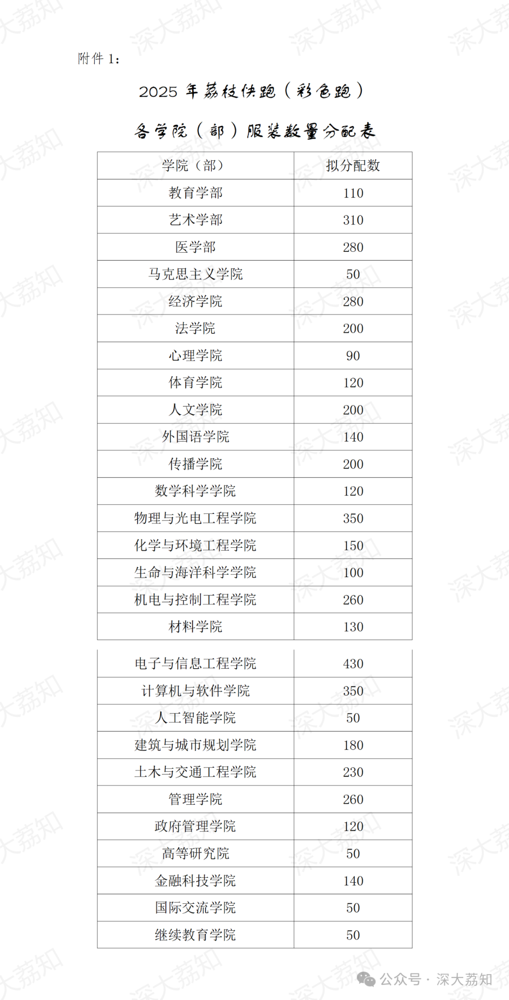 附件 1：
2025 年荔枝快跑（彩色跑）
各学院（部）服装数量分配表
学院（部） 拟分配数
教育学部 110
艺术学部 310
医学部 280
马克思主义学院 50
经济学院 280
法学院 200
心理学院 90
体育学院 120
人文学院 200
外国语学院 140
传播学院 200
数学科学学院 120
物理与光电工程学院 350
化学与环境工程学院 150
生命与海洋科学学院 100
机电与控制工程学院 260
材料学院 130
电子与信息工程学院 430
计算机与软件学院 350
人工智能学院 50
建筑与城市规划学院 180
土木与交通工程学院 230
管理学院 260
政府管理学院 120
高等研究院 50
金融科技学院 140
国际交流学院 50
继续教育学院 50
公众号 · 深大荔知
深大荔知